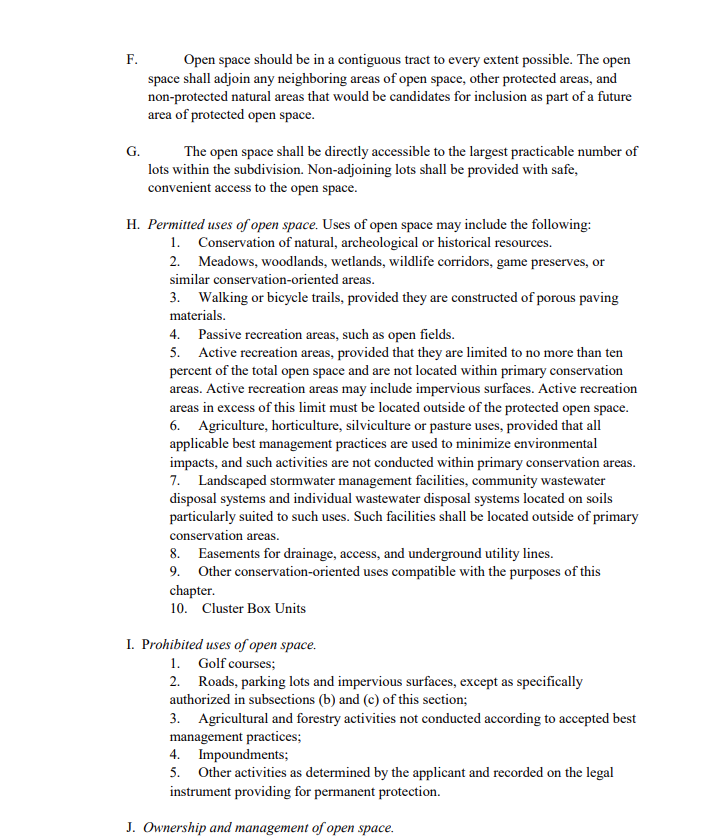 F. Open space should be in a contiguous tract to every extent possible. The open
space shall adjoin any neighboring areas of open space, other protected areas, and
non-protected natural areas that would be candidates for inclusion as part of a future
area of protected open space.
G. The open space shall be directly accessible to the largest practicable number of
lots within the subdivision. Non-adjoining lots shall be provided with safe,
convenient access to the open space.
H. Permitted uses of open space. Uses of open space may include the following:
1. Conservation of natural, archeological or historical resources.
2. Meadows, woodlands, wetlands, wildlife corridors, game preserves, or
similar conservation-oriented areas.
3. Walking or bicycle trails, provided they are constructed of porous paving
materials.
4. Passive recreation areas, such as open fields.
5. Active recreation areas, provided that they are limited to no more than ten
percent of the total open space and are not located within primary conservation
areas. Active recreation areas may include impervious surfaces. Active recreation
areas in excess of this limit must be located outside of the protected open space.
6. Agriculture, horticulture, silviculture or pasture uses, provided that all
applicable best management practices are used to minimize environmental
impacts, and such activities are not conducted within primary conservation areas.
7. Landscaped stormwater management facilities, community wastewater
disposal systems and individual wastewater disposal systems located on soils
particularly suited to such uses. Such facilities shall be located outside of primary
conservation areas.
8. Easements for drainage, access, and underground utility lines.
9. Other conservation-oriented uses compatible with the purposes of this
chapter.
10. Cluster Box Units
I. Prohibited uses of open space.
1. Golf courses;
2. Roads, parking lots and impervious surfaces, except as specifically
authorized in subsections (b) and (c) of this section;
3. Agricultural and forestry activities not conducted according to accepted best
management practices;
4. Impoundments;
5. Other activities as determined by the applicant and recorded on the legal
instrument providing for permanent protection.
J. Ownership and management of open space.